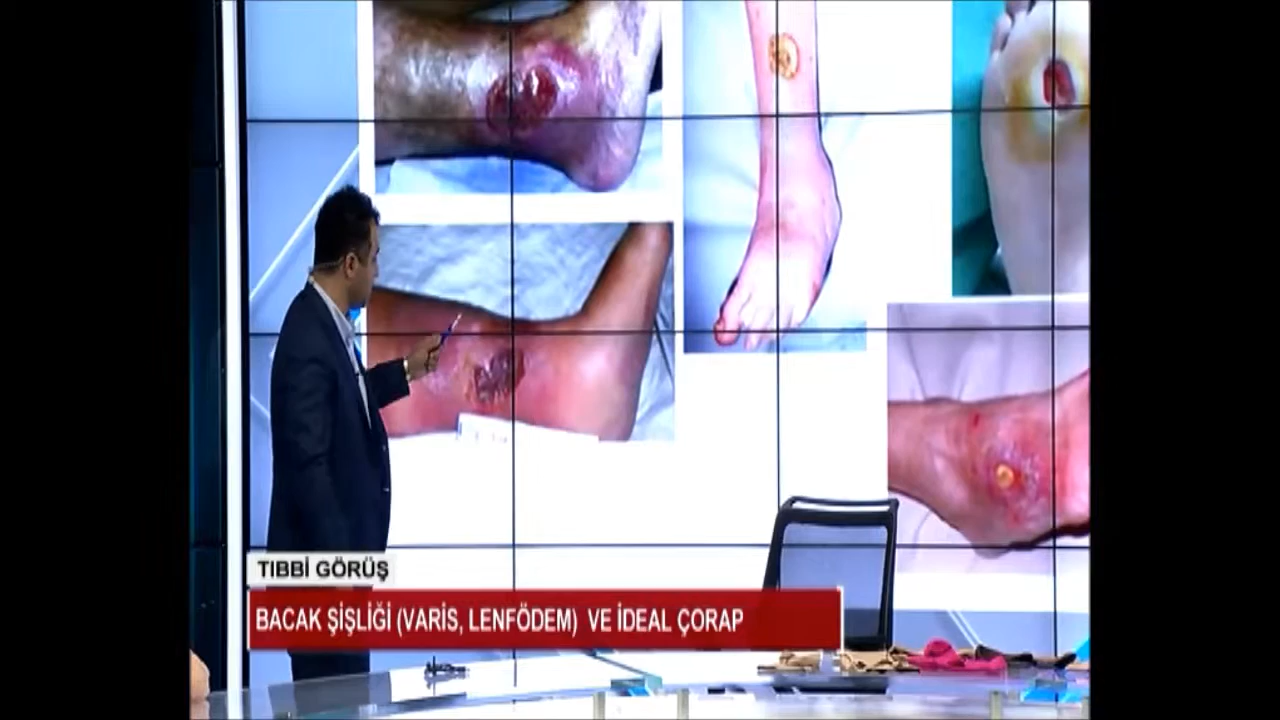 TIBBİ GÖRÜŞ
BACAK ŞİŞLİĞİ (VARİS, LENFÖDEM) VE İDEAL ÇORAP